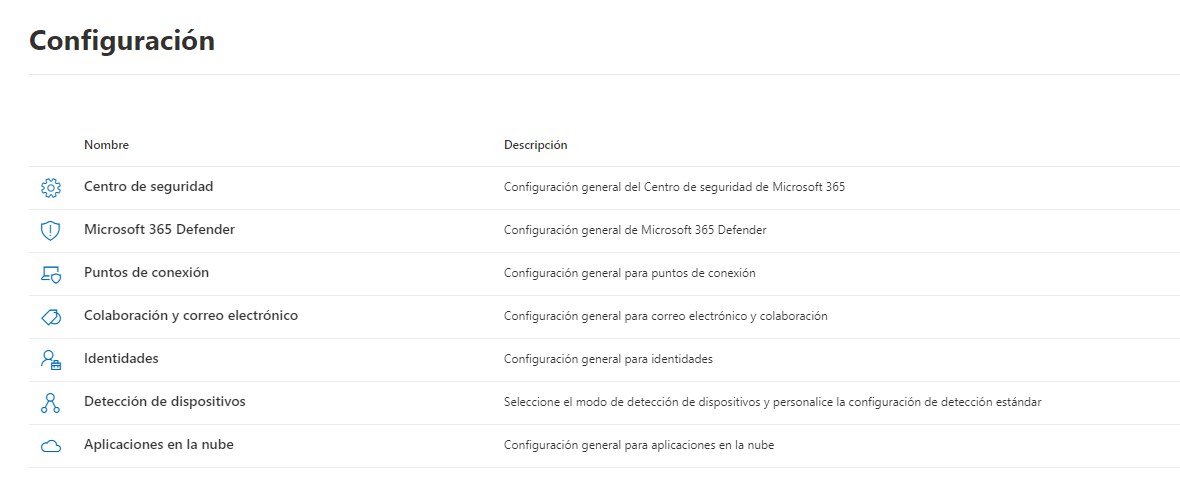 Configuración
Nombre Descripción
Centro de seguridad Configuración general del Centro de seguridad de Microsoft 365
Microsoft 365 Defender Configuración general de Microsoft 365 Defender
Puntos de conexión Configuración general para puntos de conexión
Colaboración y correo electrónico Configuración general para correo electrónico y colaboración
Identidades Configuración general para identidades
Detección de dispositivos Seleccione el modo de detección de dispositivos y personalice la configuración de detección estándar
Aplicaciones en la nube Configuración general para aplicaciones en la nube